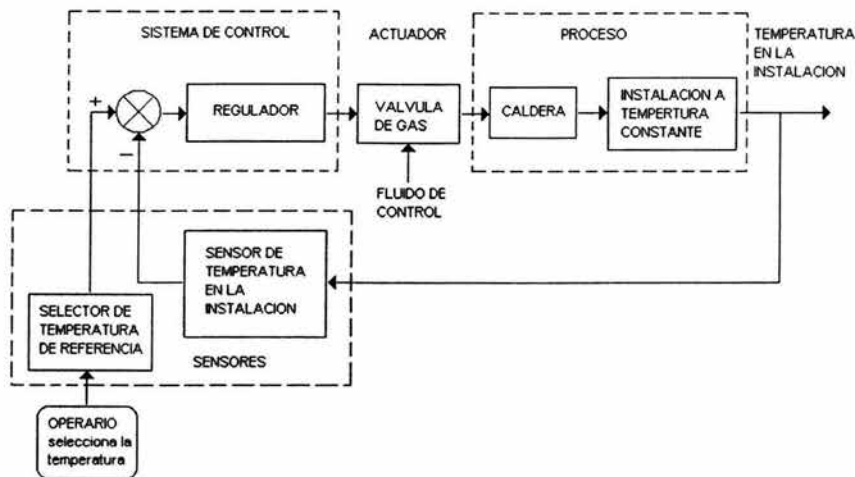 SISTEMA DE CONTROL
ACTUADOR
PROCESO
TEMPERATURA
EN LA
INSTALACION
+
−
REGULADOR
VALVULA
DE GAS
CALDERA
INSTALACION A
TEMPERTURA
CONSTANTE
FLUIDO DE
CONTROL
SENSOR DE
TEMPERATURA
EN LA
INSTALACION
SELECTOR DE
TEMPERATURA
DE REFERENCIA
SENSORES
OPERARIO
selecciona la
temperatura